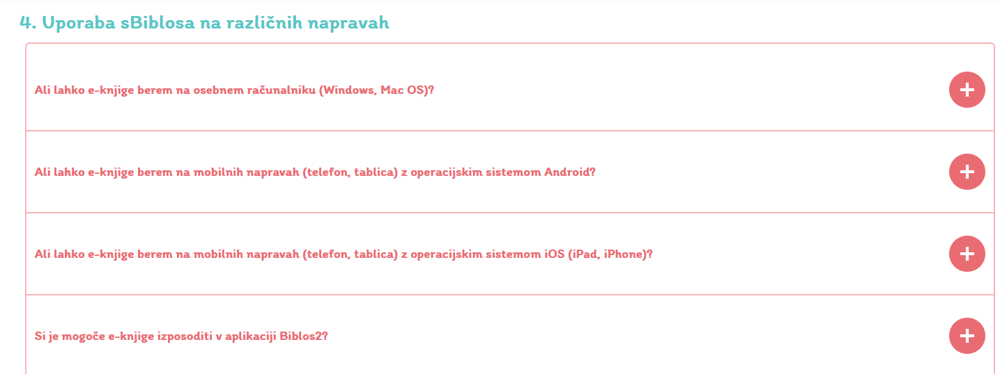 4. Uporaba sBiblosa na različnih napravah
Ali lahko e-knjige berem na osebnem računalniku (Windows, Mac OS)?
Ali lahko e-knjige berem na mobilnih napravah (telefon, tablica) z operacijskim sistemom Android?
Ali lahko e-knjige berem na mobilnih napravah (telefon, tablica) z operacijskim sistemom iOS (iPad, iPhone)?
Si je mogoče e-knjige izposoditi v aplikaciji Biblos2?